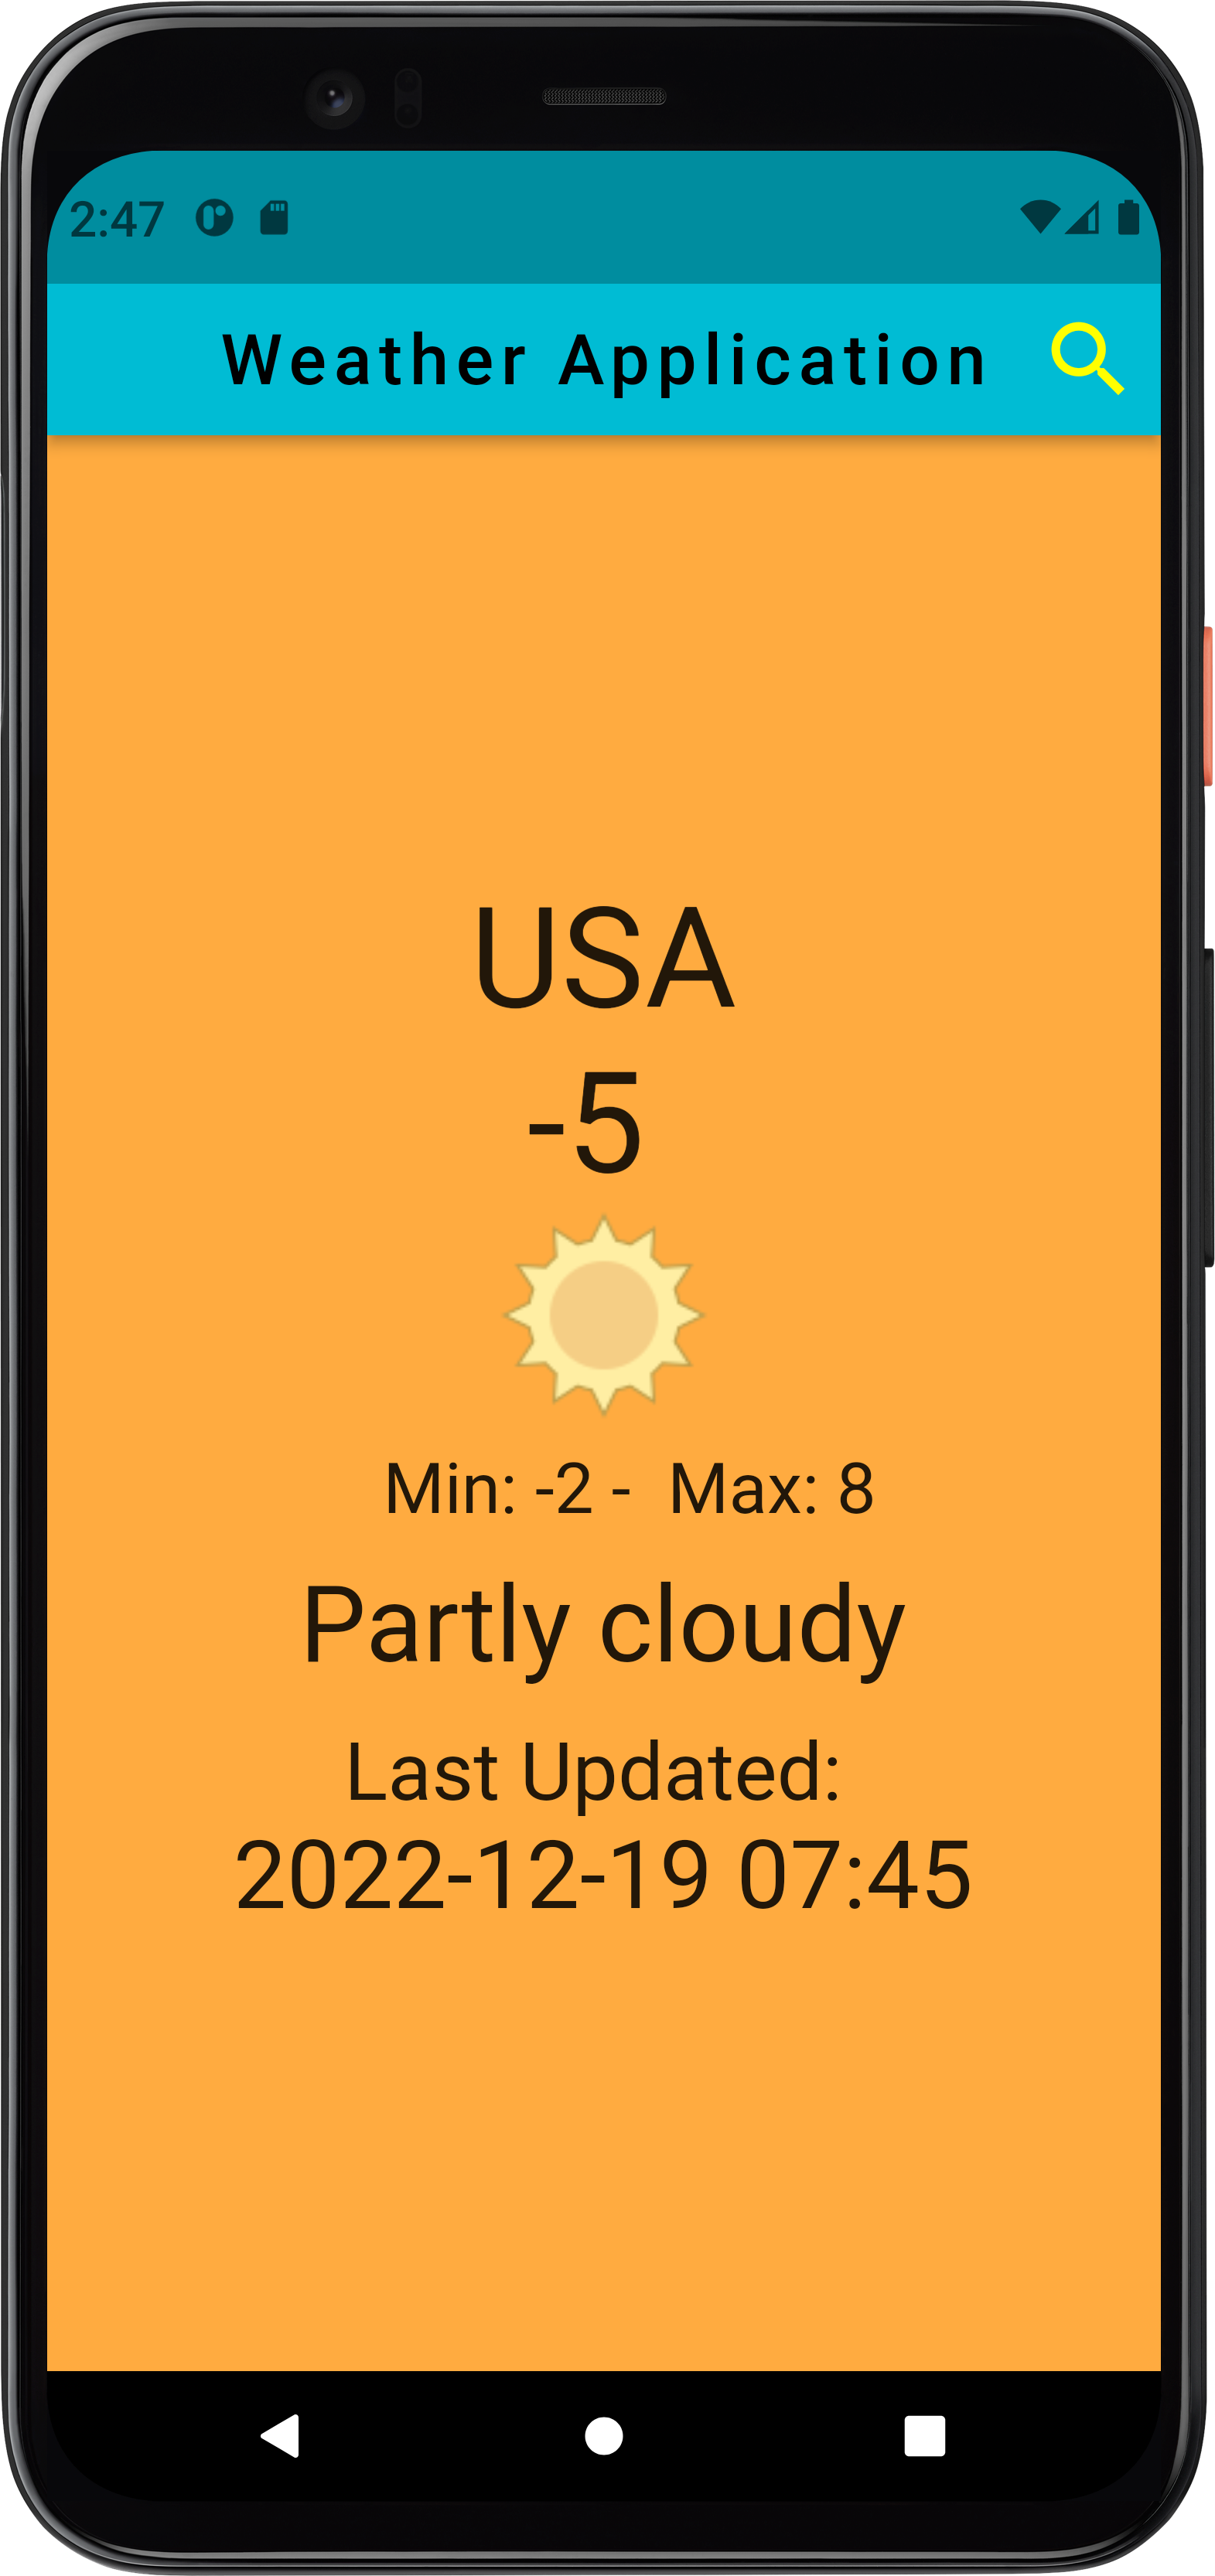 2:47
Weather Application
USA
-5
Min: -2 - Max: 8
Partly cloudy
Last Updated:
2022-12-19 07:45